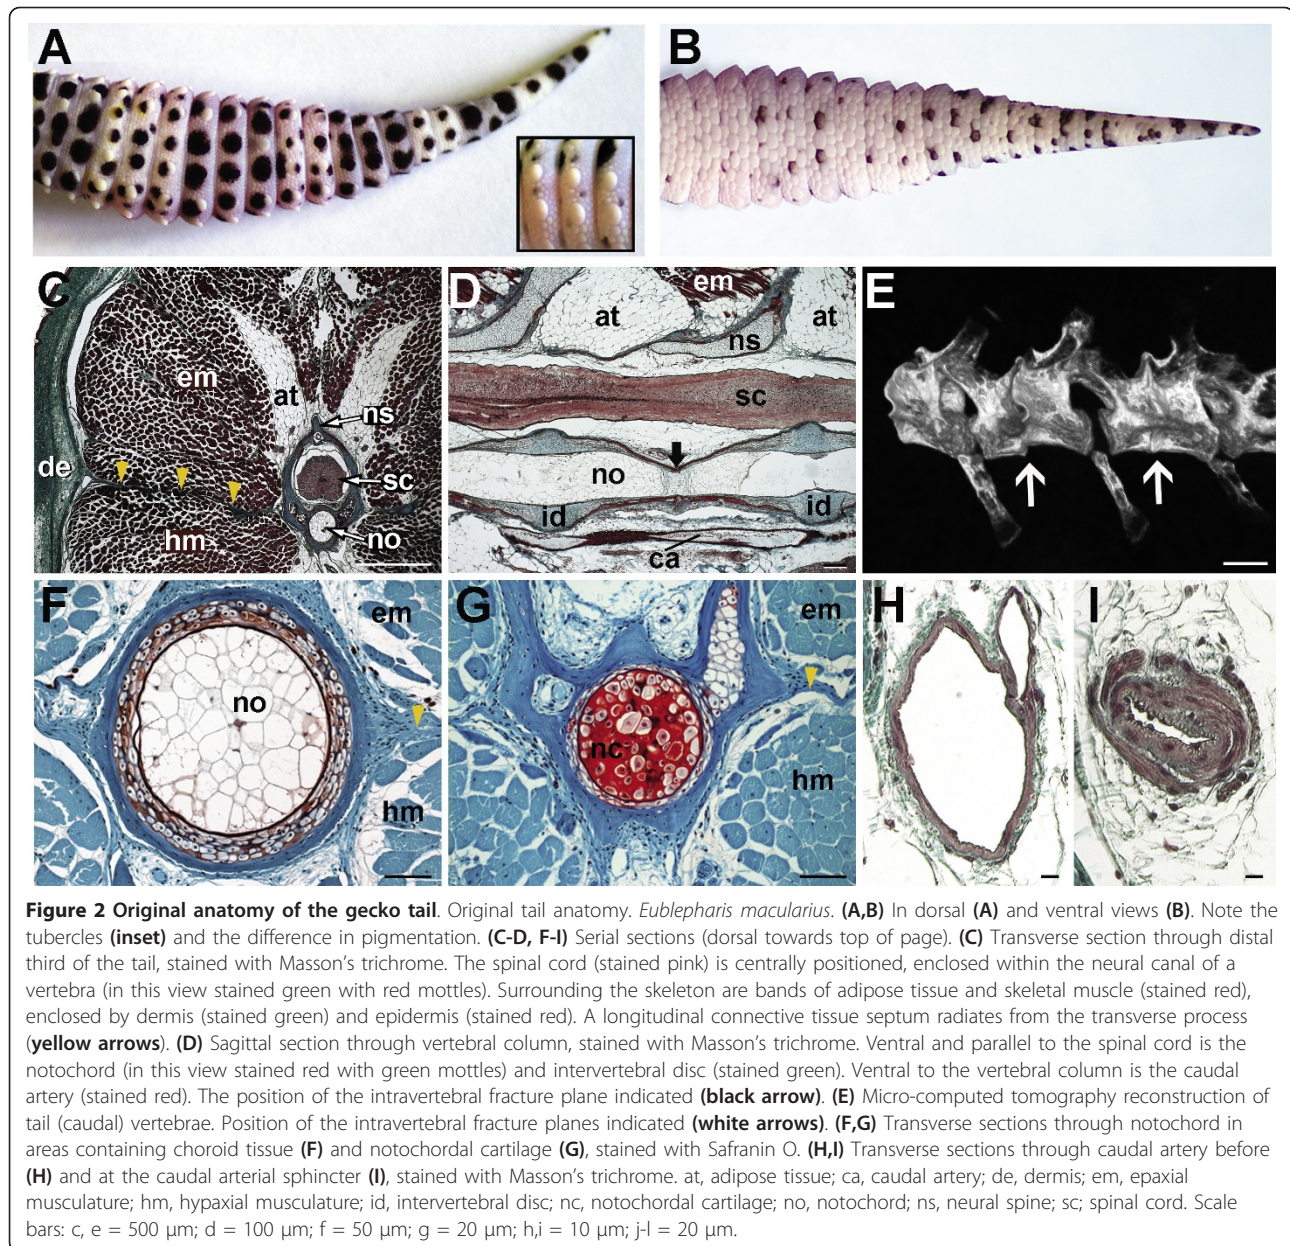 A
B
C
em
at
ns
de
sc
hm
no
D
em
at
at
ns
sc
no
id
id
ca
E
F
em
no
hm
G
em
nc
hm
H
I
Figure 2 Original anatomy of the gecko tail. Original tail anatomy. Eublepharis macularius. (A,B) In dorsal (A) and ventral views (B). Note the
tubercles (inset) and the difference in pigmentation. (C-D, F-I) Serial sections (dorsal towards top of page). (C) Transverse section through distal
third of the tail, stained with Masson's trichrome. The spinal cord (stained pink) is centrally positioned, enclosed within the neural canal of a
vertebra (in this view stained green with red mottles). Surrounding the skeleton are bands of adipose tissue and skeletal muscle (stained red),
enclosed by dermis (stained green) and epidermis (stained red). A longitudinal connective tissue septum radiates from the transverse process
(yellow arrows). (D) Sagittal section through vertebral column, stained with Masson's trichrome. Ventral and parallel to the spinal cord is the
notochord (in this view stained red with green mottles) and intervertebral disc (stained green). Ventral to the vertebral column is the caudal
artery (stained red). The position of the intravertebral fracture plane indicated (black arrow). (E) Micro-computed tomography reconstruction of
tail (caudal) vertebrae. Position of the intravertebral fracture planes indicated (white arrows). (F,G) Transverse sections through notochord in
areas containing choroid tissue (F) and notochordal cartilage (G), stained with Safranin O. (H,I) Transverse sections through caudal artery before
(H) and at the caudal arterial sphincter (I), stained with Masson's trichrome. at, adipose tissue; ca, caudal artery; de, dermis; em, epaxial
musculature; hm, hypaxial musculature; id, intervertebral disc; nc, notochordal cartilage; no, notochord; ns, neural spine; sc; spinal cord. Scale
bars: c, e = 500 μm; d = 100 μm; f = 50 μm; g = 20 μm; h,i = 10 μm; j-l = 20 μm.